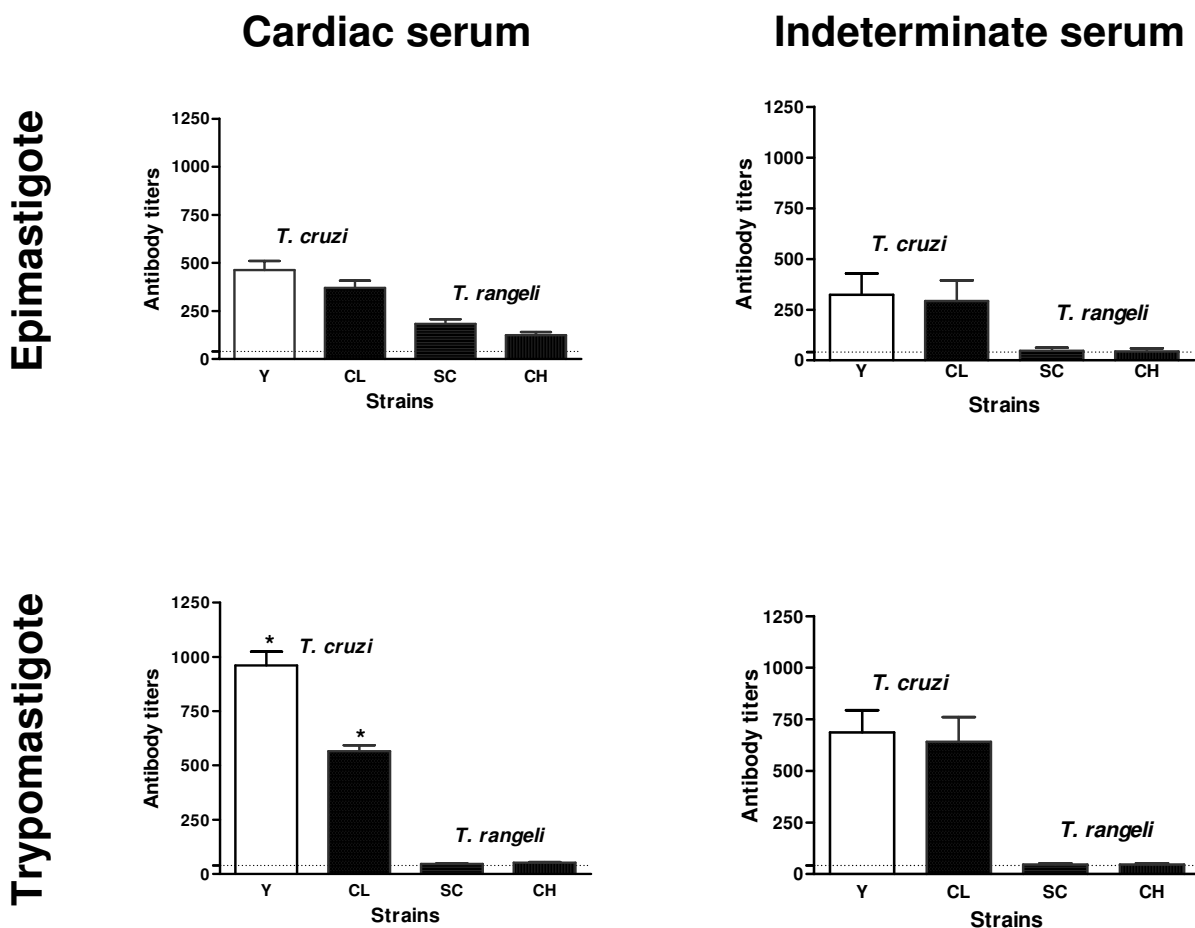 Cardiac serum
Indeterminate serum
Epimastigote
Antibody titers
1250
1000
750
500
250
0
T. cruzi
T. rangeli
Y CL SC CH
Strains
Antibody titers
1250
1000
750
500
250
0
T. cruzi
T. rangeli
Y CL SC CH
Strains
Trypomastigote
Antibody titers
1250
1000
750
500
250
0
* T. cruzi
*
T. rangeli
Y CL SC CH
Strains
Antibody titers
1250
1000
750
500
250
0
T. cruzi
T. rangeli
Y CL SC CH
Strains